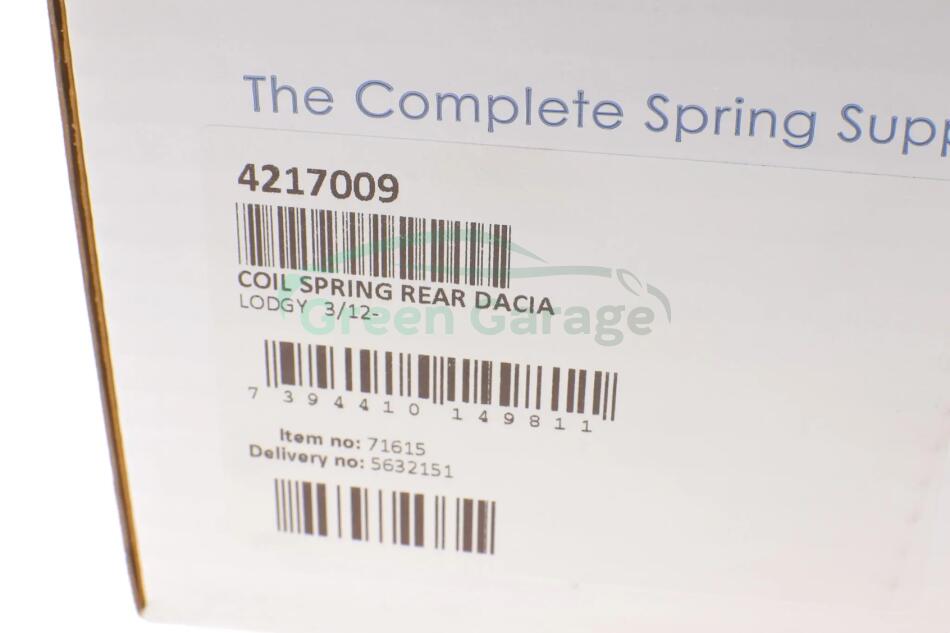 The Complete Spring Supp
4217009
COIL SPRING REAR DACIA
LODGY 3/12-
Green Garage
7 394410 149811
Item no: 71615
Delivery no: 5632151